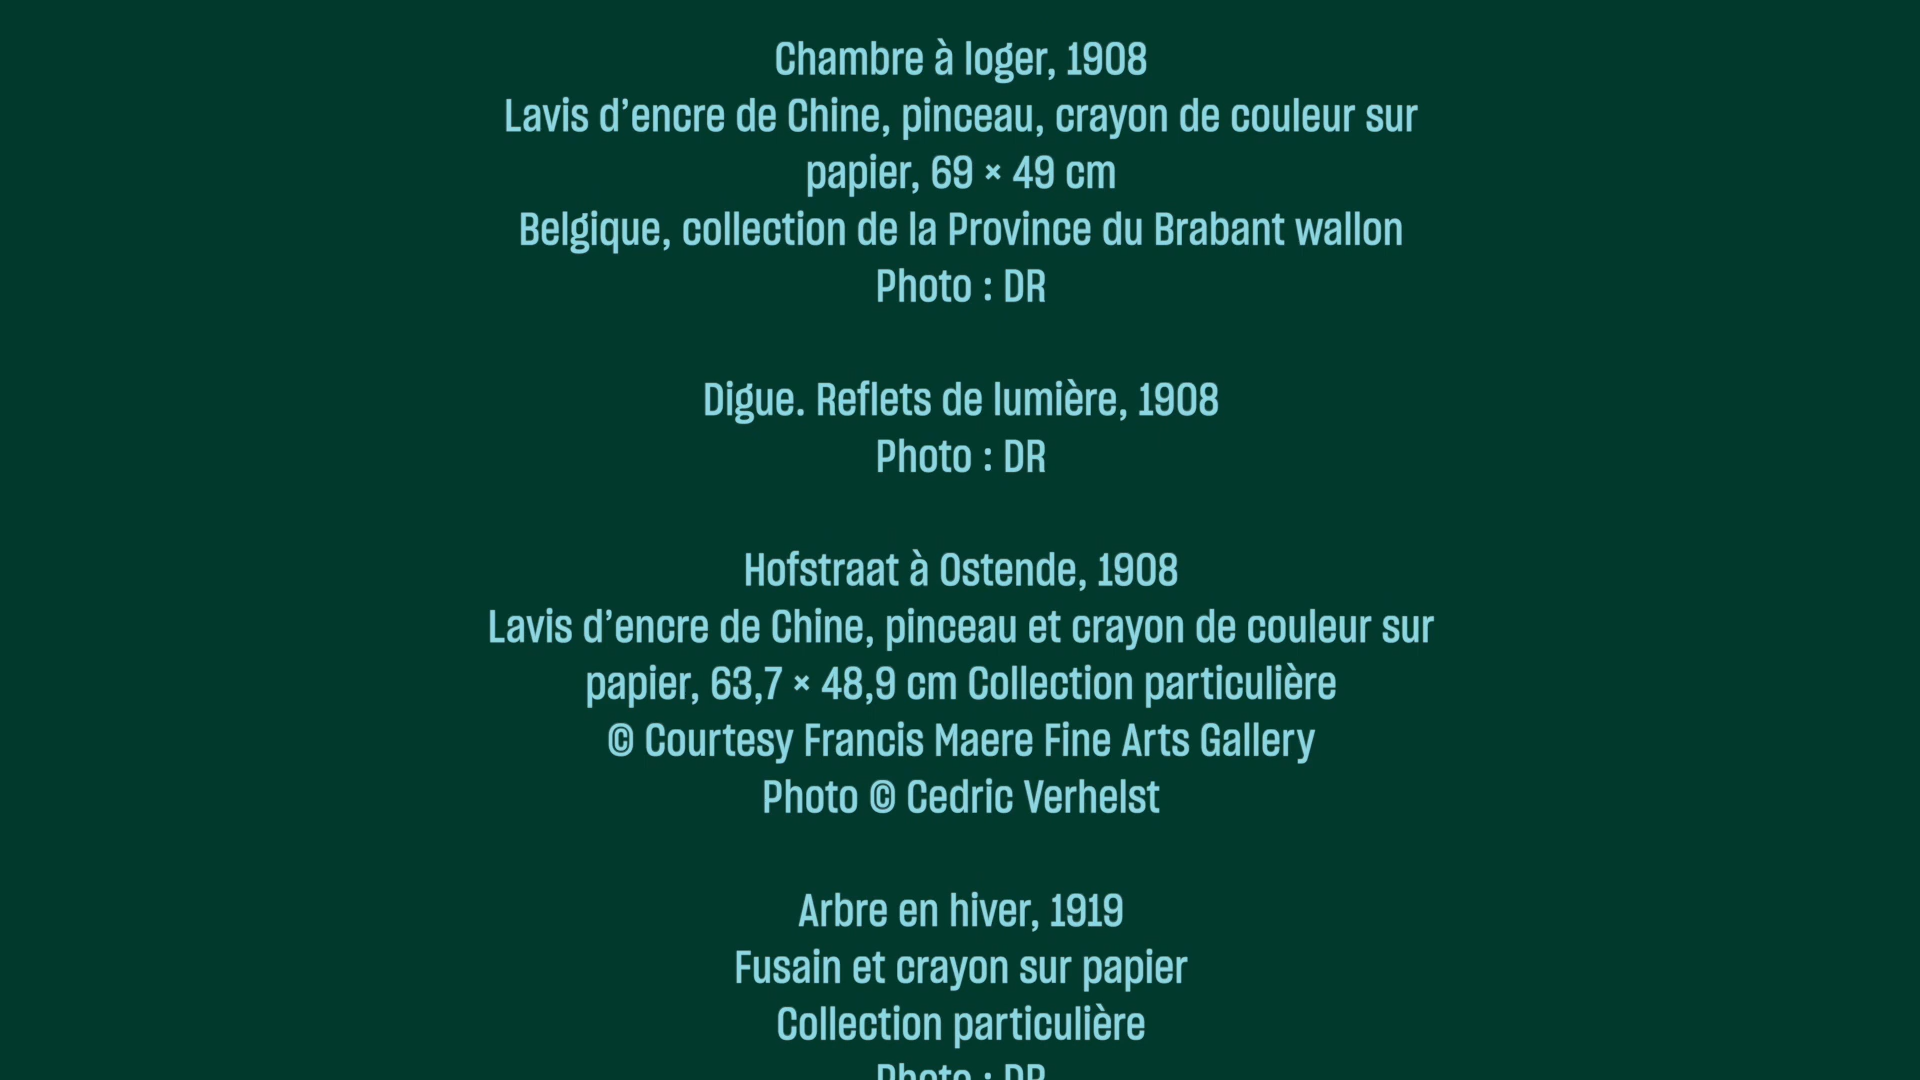 Chambre à loger, 1908
Lavis d’encre de Chine, pinceau, crayon de couleur sur
papier, 69 × 49 cm
Belgique, collection de la Province du Brabant wallon
Photo : DR
Digue. Reflets de lumière, 1908
Photo : DR
Hofstraat à Ostende, 1908
Lavis d’encre de Chine, pinceau et crayon de couleur sur
papier, 63,7 × 48,9 cm Collection particulière
© Courtesy Francis Maere Fine Arts Gallery
Photo © Cedric Verhelst
Arbre en hiver, 1919
Fusain et crayon sur papier
Collection particulière
Photo : DR